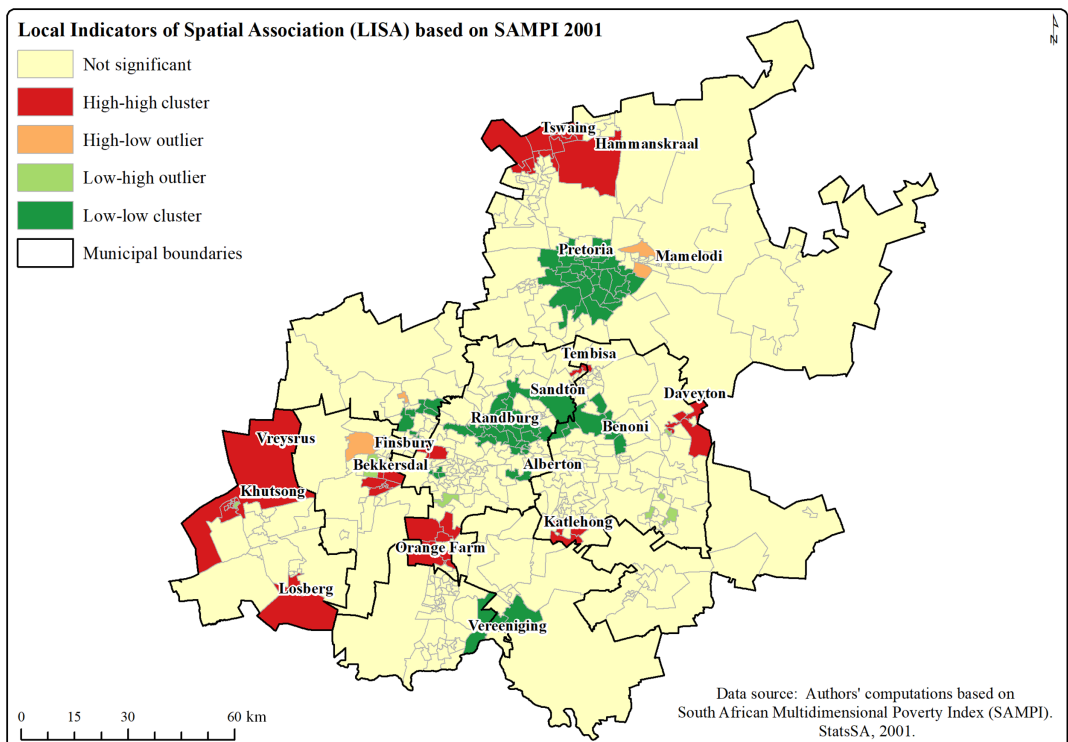 Local Indicators of Spatial Association (LISA) based on SAMPI 2001
Not significant
High-high cluster
High-low outlier
Low-high outlier
Low-low cluster
Municipal boundaries
N
Tswaing
Hammanskraal
Pretoria
Mamelodi
Tembisa
Sandton
Daveyton
Randburg
Benoni
Vreysrus
Finsbury
Bekkersdal
Alberton
Khutsong
Katlehong
Orange Farm
Losberg
Vereeniging
Data source: Authors' computations based on
South African Multidimensional Poverty Index (SAMPI).
StatsSA, 2001.
0 15 30 60 km